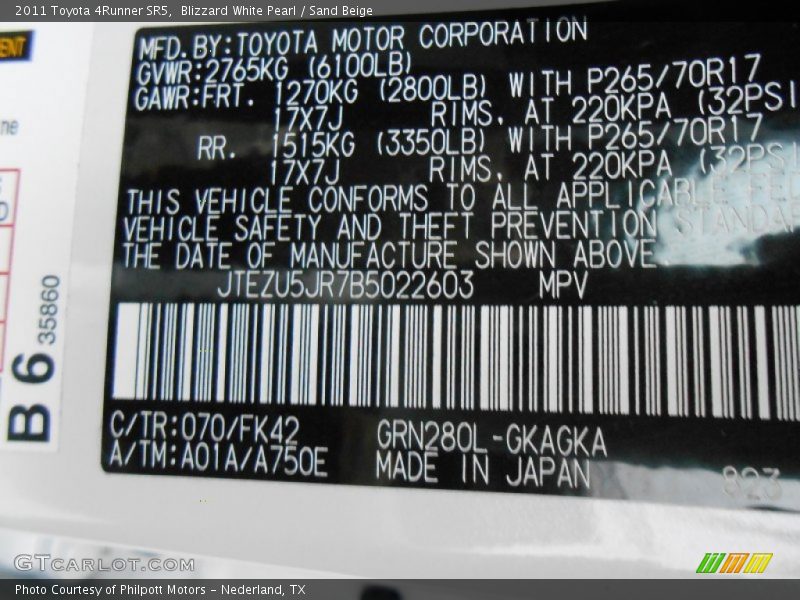 2011 Toyota 4Runner SR5, Blizzard White Pearl / Sand Beige
MFD. BY: TOYOTA MOTOR CORPORATION
GVWR: 2765KG (6100LB)
GAWR: FRT. 1270KG (2800LB) WITH P265/70R17
17X7J RIMS, AT 220KPA (32PSI
RR. 1515KG (3350LB) WITH P265/70R17
17X7J RIMS, AT 220KPA (32PSI
THIS VEHICLE CONFORMS TO ALL APPLICABLE FED
VEHICLE SAFETY AND THEFT PREVENTION STANDAR
THE DATE OF MANUFACTURE SHOWN ABOVE.
JTEZU5JR7B5022603 MPV
C/TR: 070/FK42 GRN280L-GKAGKA
A/TM: A01A/A750E MADE IN JAPAN
823
B 6 35860
GTCARLOT.COM
Photo Courtesy of Philpott Motors - Nederland, TX